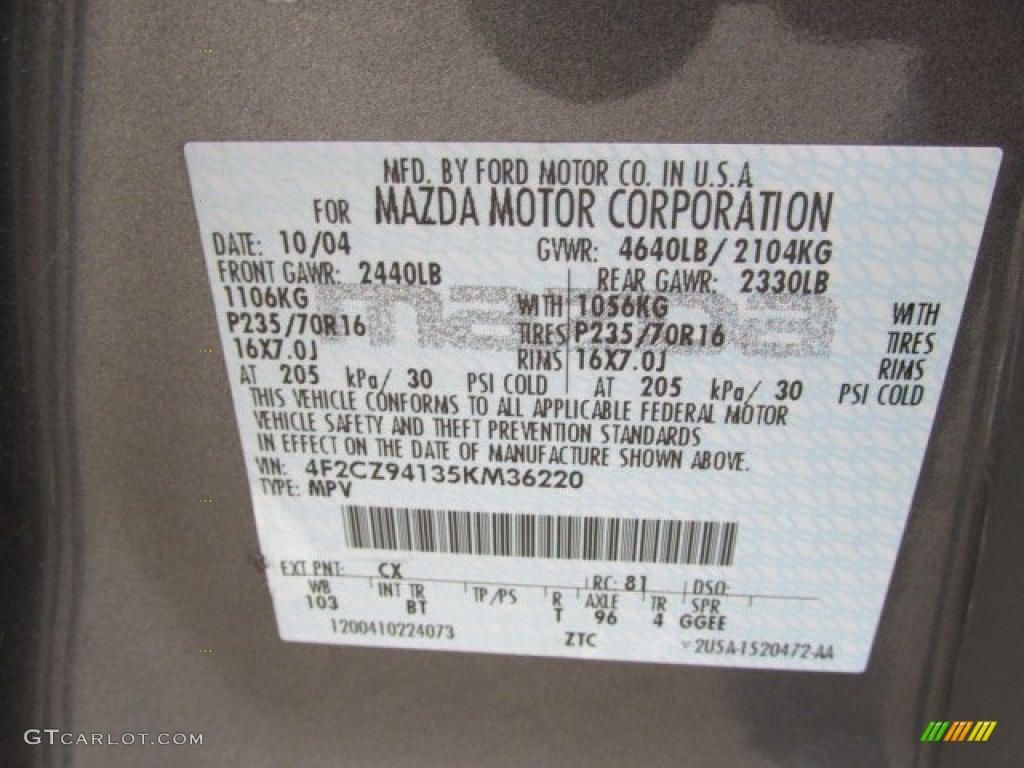 MFD. BY FORD MOTOR CO. IN U.S.A
FOR MAZDA MOTOR CORPORATION
DATE: 10/04 GVWR: 4640LB/ 2104KG
FRONT GAWR: 2440LB REAR GAWR: 2330LB
1106KG WITH 1056KG WITH
mazda
P235/70R16 TIRES P235/70R16 TIRES
16X7.0J RIMS 16X7.0J RIMS
AT 205 kPa/ 30 PSI COLD AT 205 kPa/ 30 PSI COLD
THIS VEHICLE CONFORMS TO ALL APPLICABLE FEDERAL MOTOR
VEHICLE SAFETY AND THEFT PREVENTION STANDARDS
IN EFFECT ON THE DATE OF MANUFACTURE SHOWN ABOVE.
VIN: 4F2CZ94135KM36220
TYPE: MPV
EXT PNT: CX RC: 81 DSO:
WB INT TR TP/PS R AXLE TR SPR
103 BT T 96 4 GGEE
1200410224073 ZTC 2U5A-1520472-AA
GTCARLOT.COM